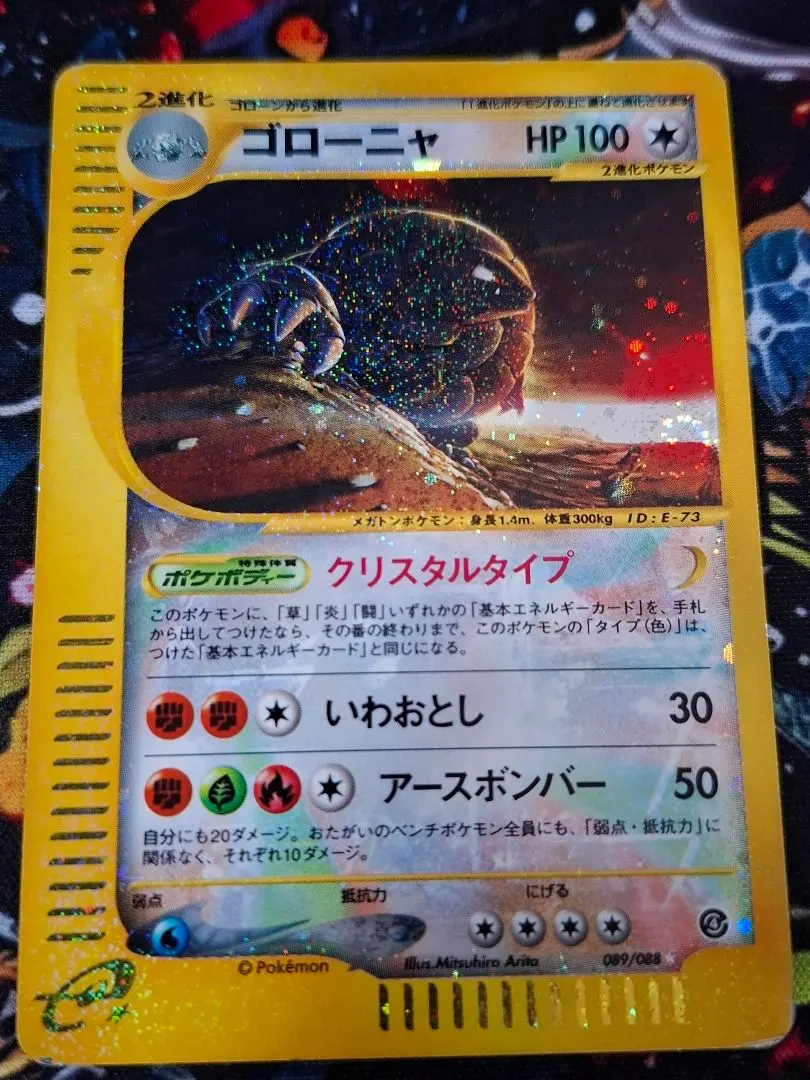 2進化
ゴローンから進化
「1進化ポケモン」の上に重ねて進化させます
ゴローニャ HP 100
2進化ポケモン
メガトンポケモン：身長1.4m、体重300kg ID：E-73
特殊体質
ポケボディー クリスタルタイプ
このポケモンに、「草」「炎」「闘」いずれかの「基本エネルギーカード」を、手札
から出してつけたなら、その番の終わりまで、このポケモンの「タイプ（色）」は、
つけた「基本エネルギーカード」と同じになる。
いわおとし 30
アースボンバー 50
自分にも20ダメージ。おたがいのベンチポケモン全員にも、「弱点・抵抗力」に
関係なく、それぞれ10ダメージ。
弱点 抵抗力 にげる
©Pokémon Illus.Mitsuhiro Arita 089/088
e